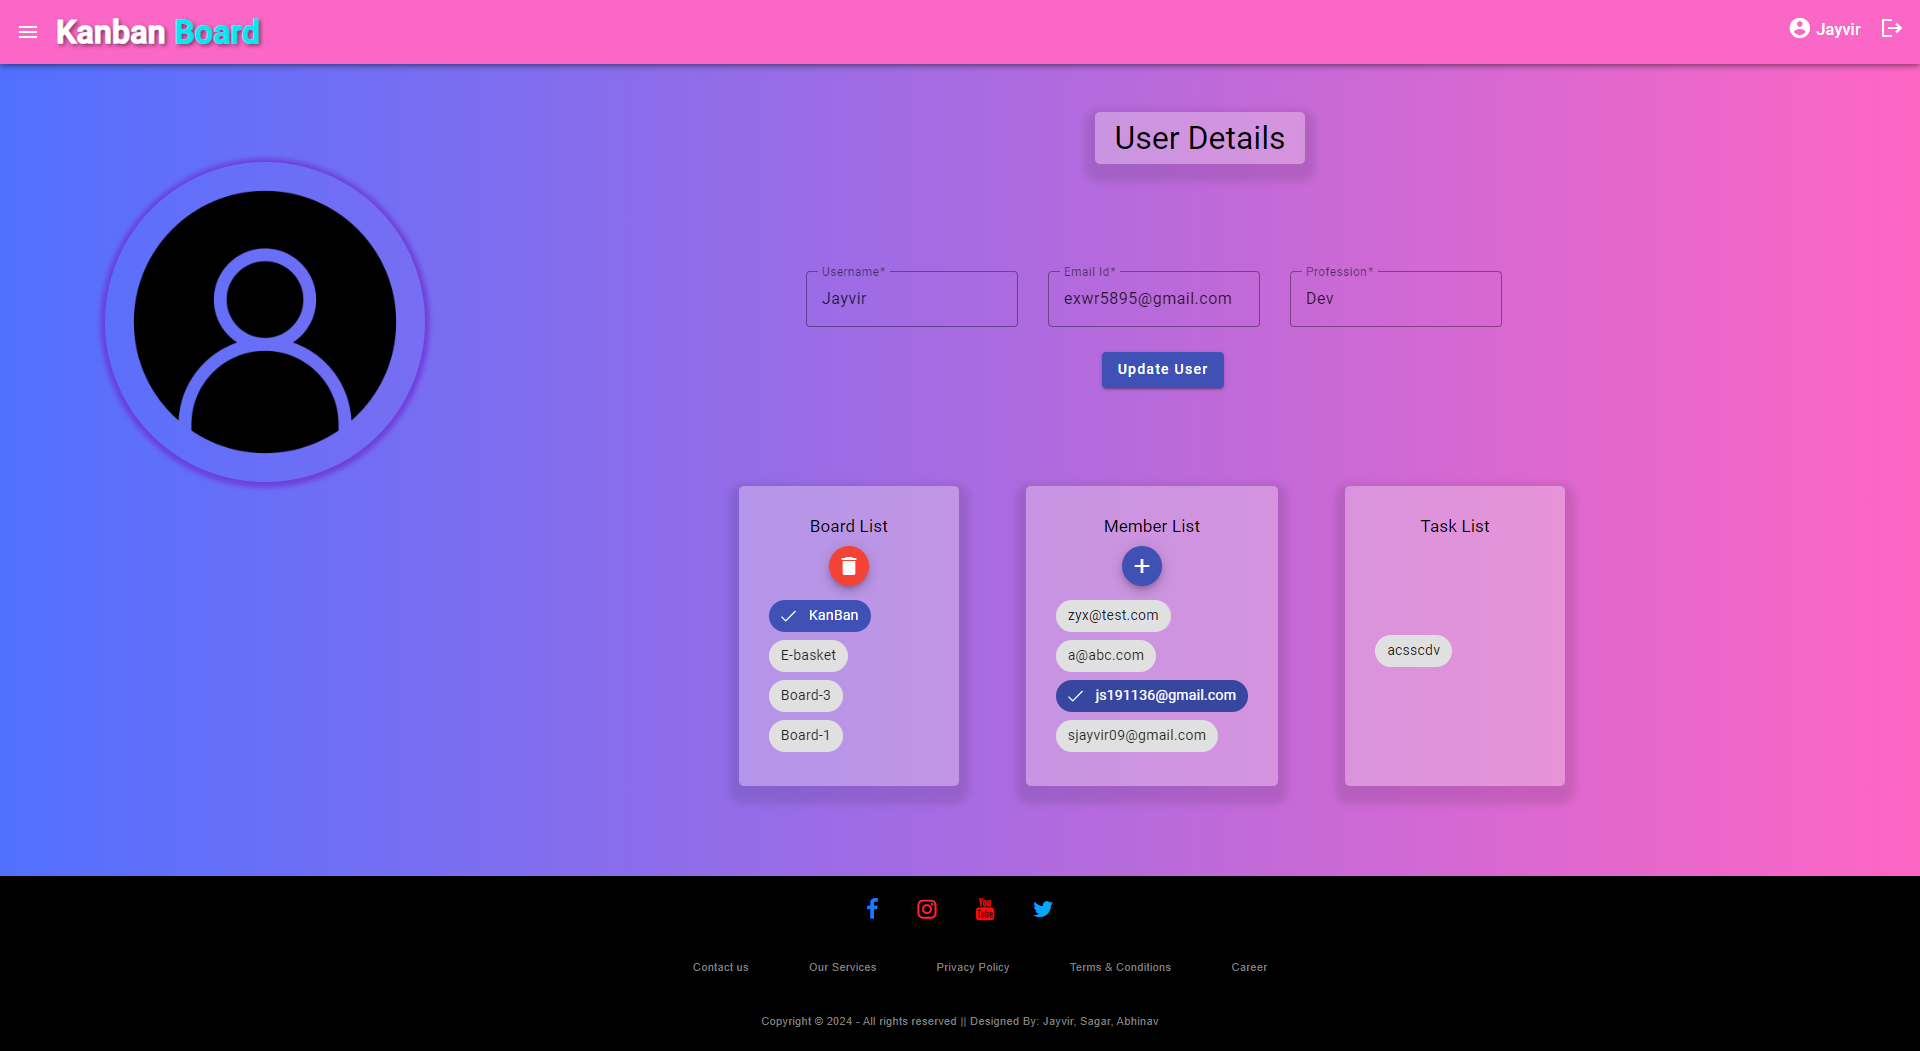 Kanban Board
Jayvir
User Details
Username*
Jayvir
Email Id*
exwr5895@gmail.com
Profession*
Dev
Update User
Board List
KanBan
E-basket
Board-3
Board-1
Member List
zyx@test.com
a@abc.com
js191136@gmail.com
sjayvir09@gmail.com
Task List
acsscdv
You
Tube
Contact us
Our Services
Privacy Policy
Terms & Conditions
Career
Copyright © 2024 - All rights reserved || Designed By: Jayvir, Sagar, Abhinav